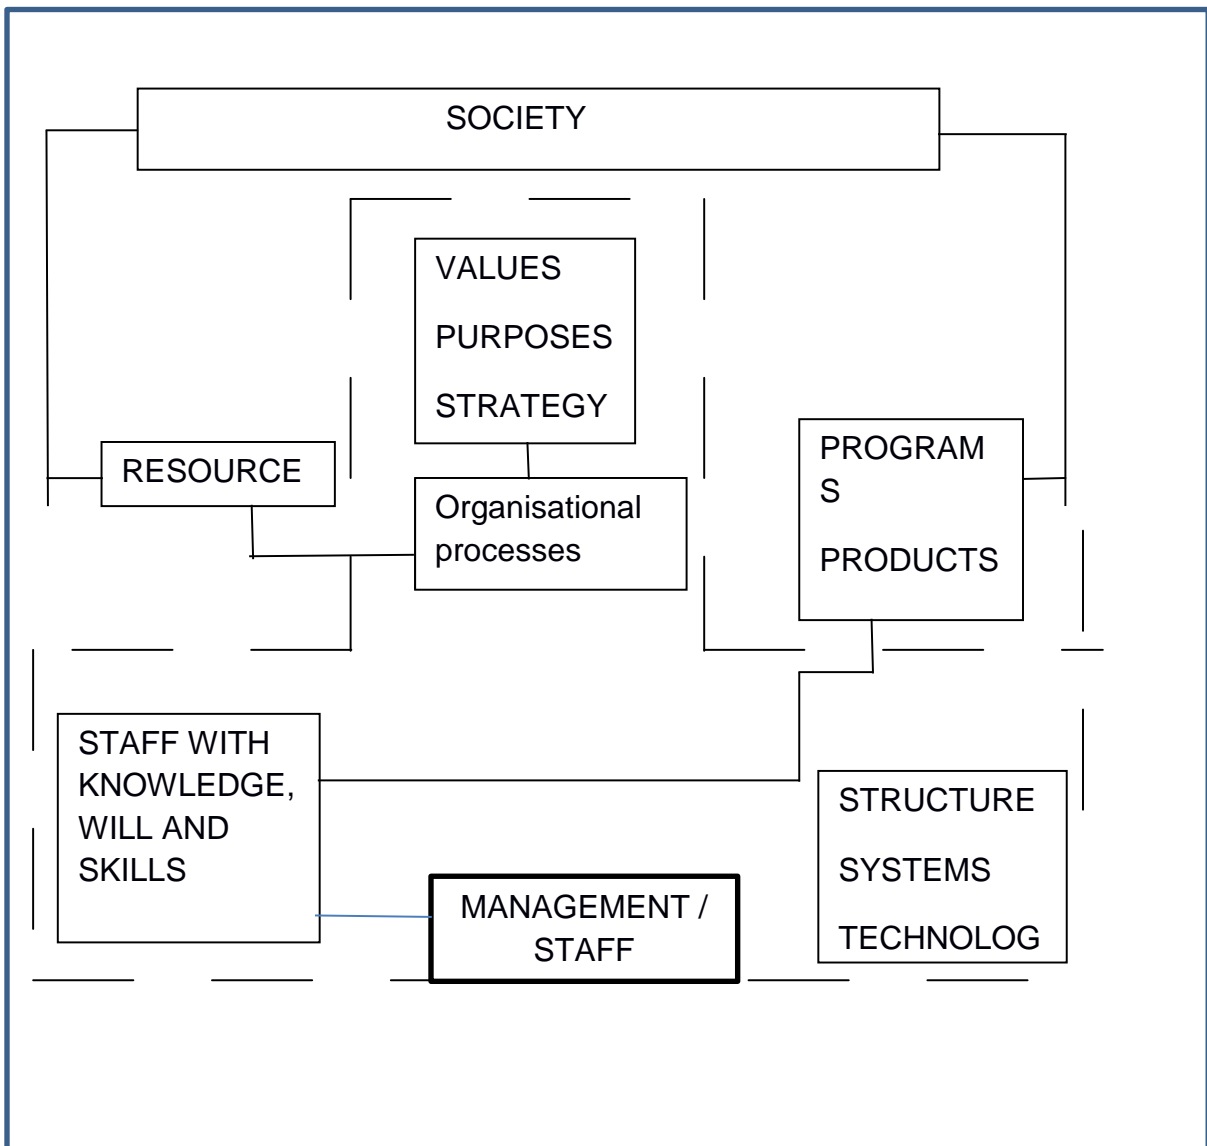 SOCIETY
VALUES
PURPOSES
STRATEGY
RESOURCE
Organisational
processes
PROGRAM
S
PRODUCTS
STAFF WITH
KNOWLEDGE,
WILL AND
SKILLS
MANAGEMENT /
STAFF
STRUCTURE
SYSTEMS
TECHNOLOG